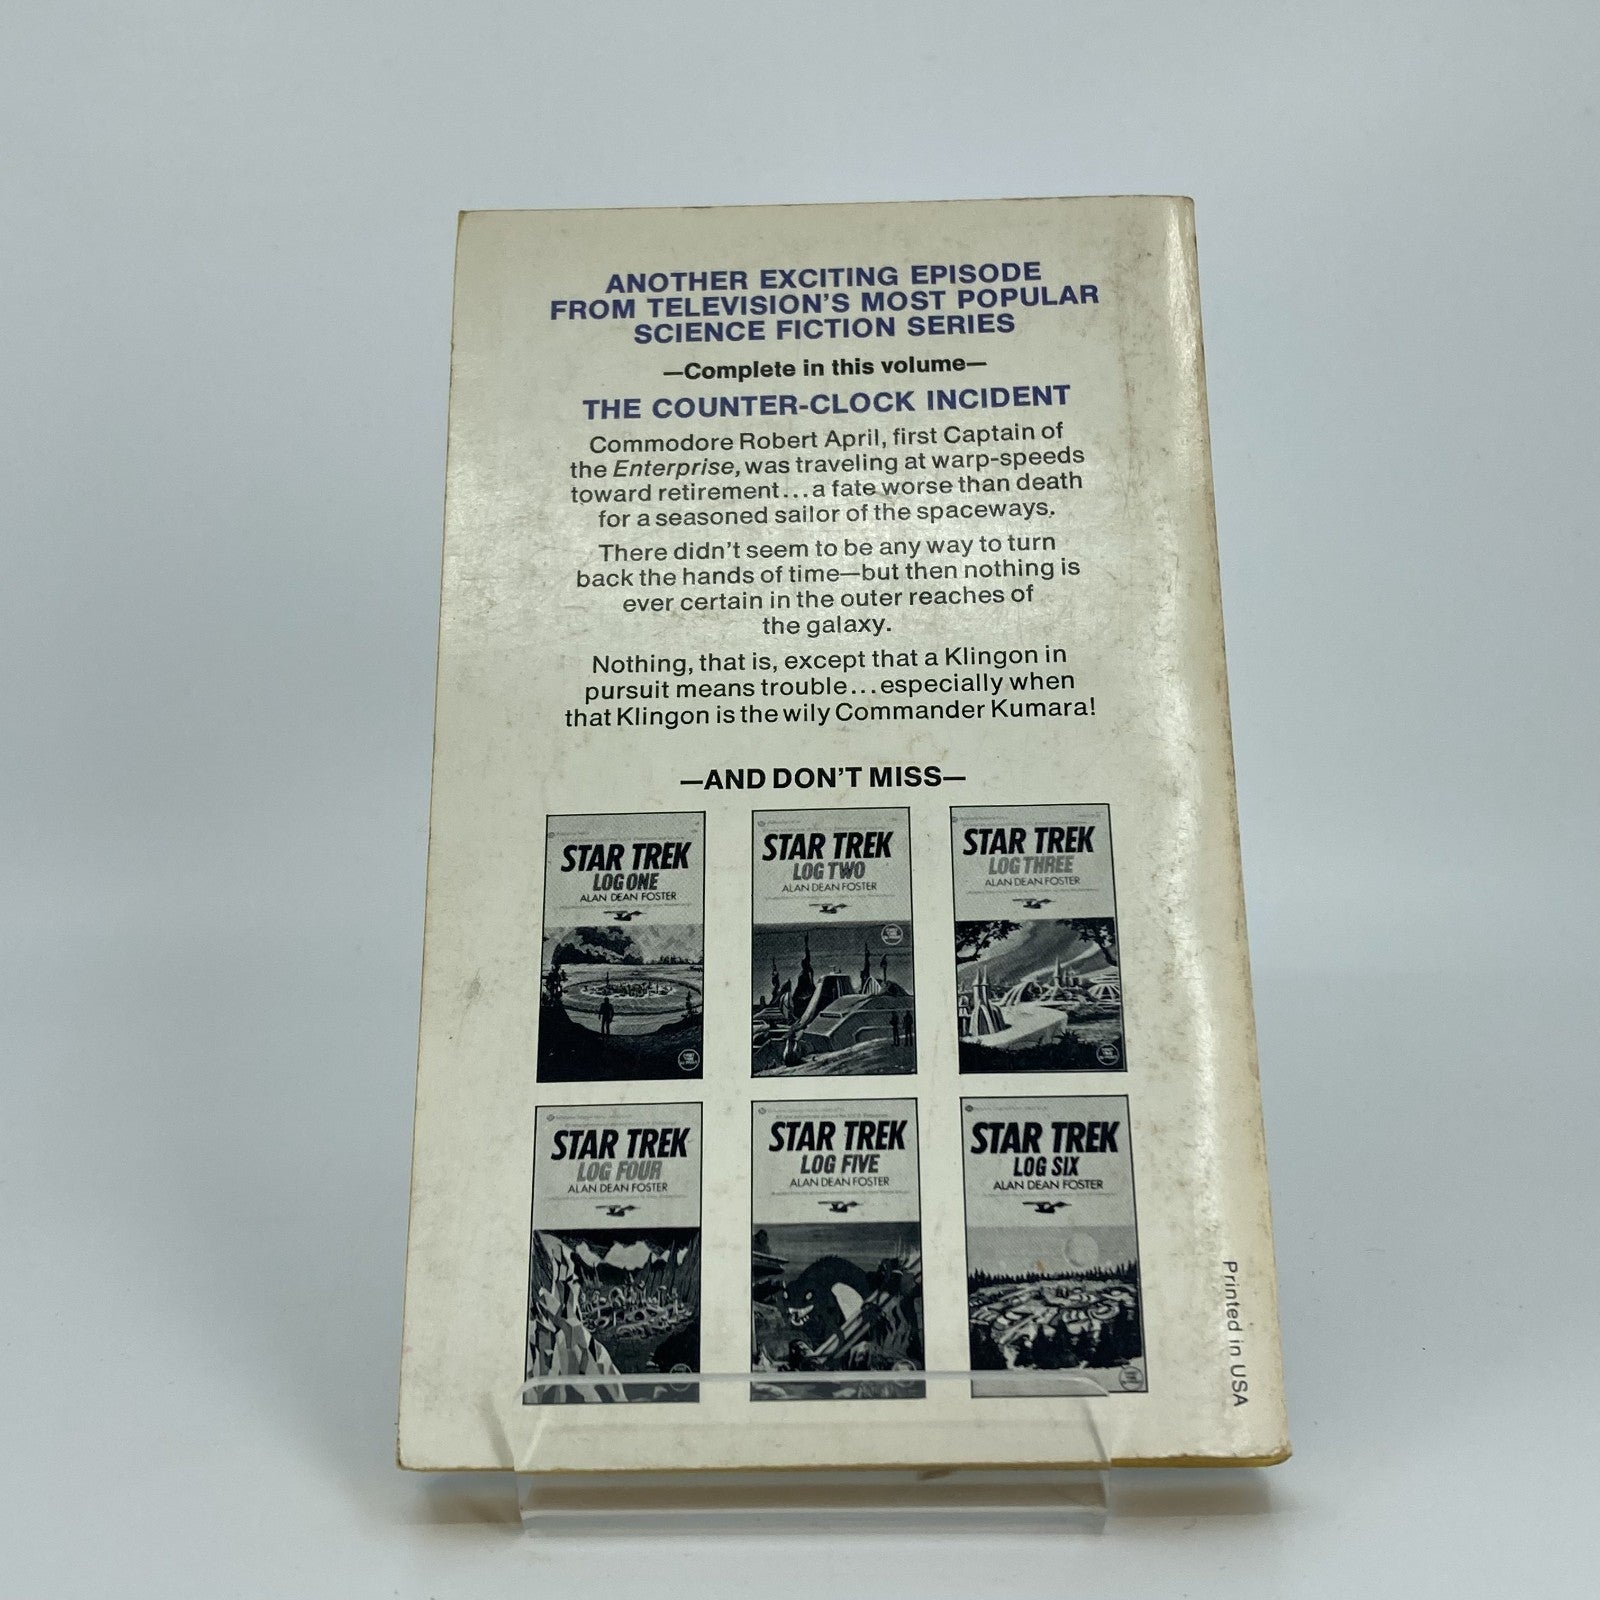 ANOTHER EXCITING EPISODE
FROM TELEVISION'S MOST POPULAR
SCIENCE FICTION SERIES
—Complete in this volume—
THE COUNTER-CLOCK INCIDENT
Commodore Robert April, first Captain of
the Enterprise, was traveling at warp-speeds
toward retirement...a fate worse than death
for a seasoned sailor of the spaceways.
There didn't seem to be any way to turn
back the hands of time—but then nothing is
ever certain in the outer reaches of
the galaxy.
Nothing, that is, except that a Klingon in
pursuit means trouble...especially when
that Klingon is the wily Commander Kumara!
—AND DON'T MISS—
STAR TREK
LOG ONE
ALAN DEAN FOSTER
STAR TREK
LOG TWO
ALAN DEAN FOSTER
STAR TREK
LOG THREE
ALAN DEAN FOSTER
STAR TREK
LOG FOUR
ALAN DEAN FOSTER
STAR TREK
LOG FIVE
ALAN DEAN FOSTER
STAR TREK
LOG SIX
ALAN DEAN FOSTER
Printed in USA